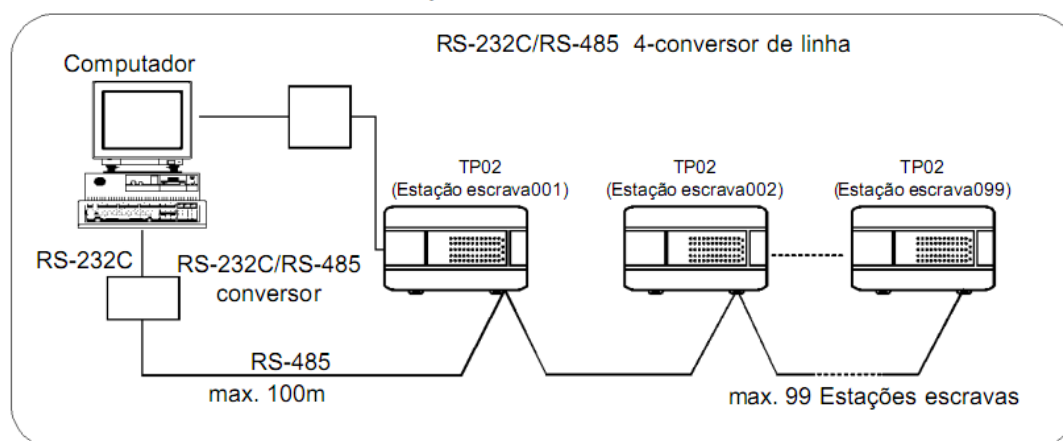 RS-232C/RS-485 4-conversor de linha
Computador
TP02
(Estação escrava001)
TP02
(Estação escrava002)
TP02
(Estação escrava099)
RS-232C
RS-232C/RS-485
conversor
RS-485
max. 100m
max. 99 Estações escravas